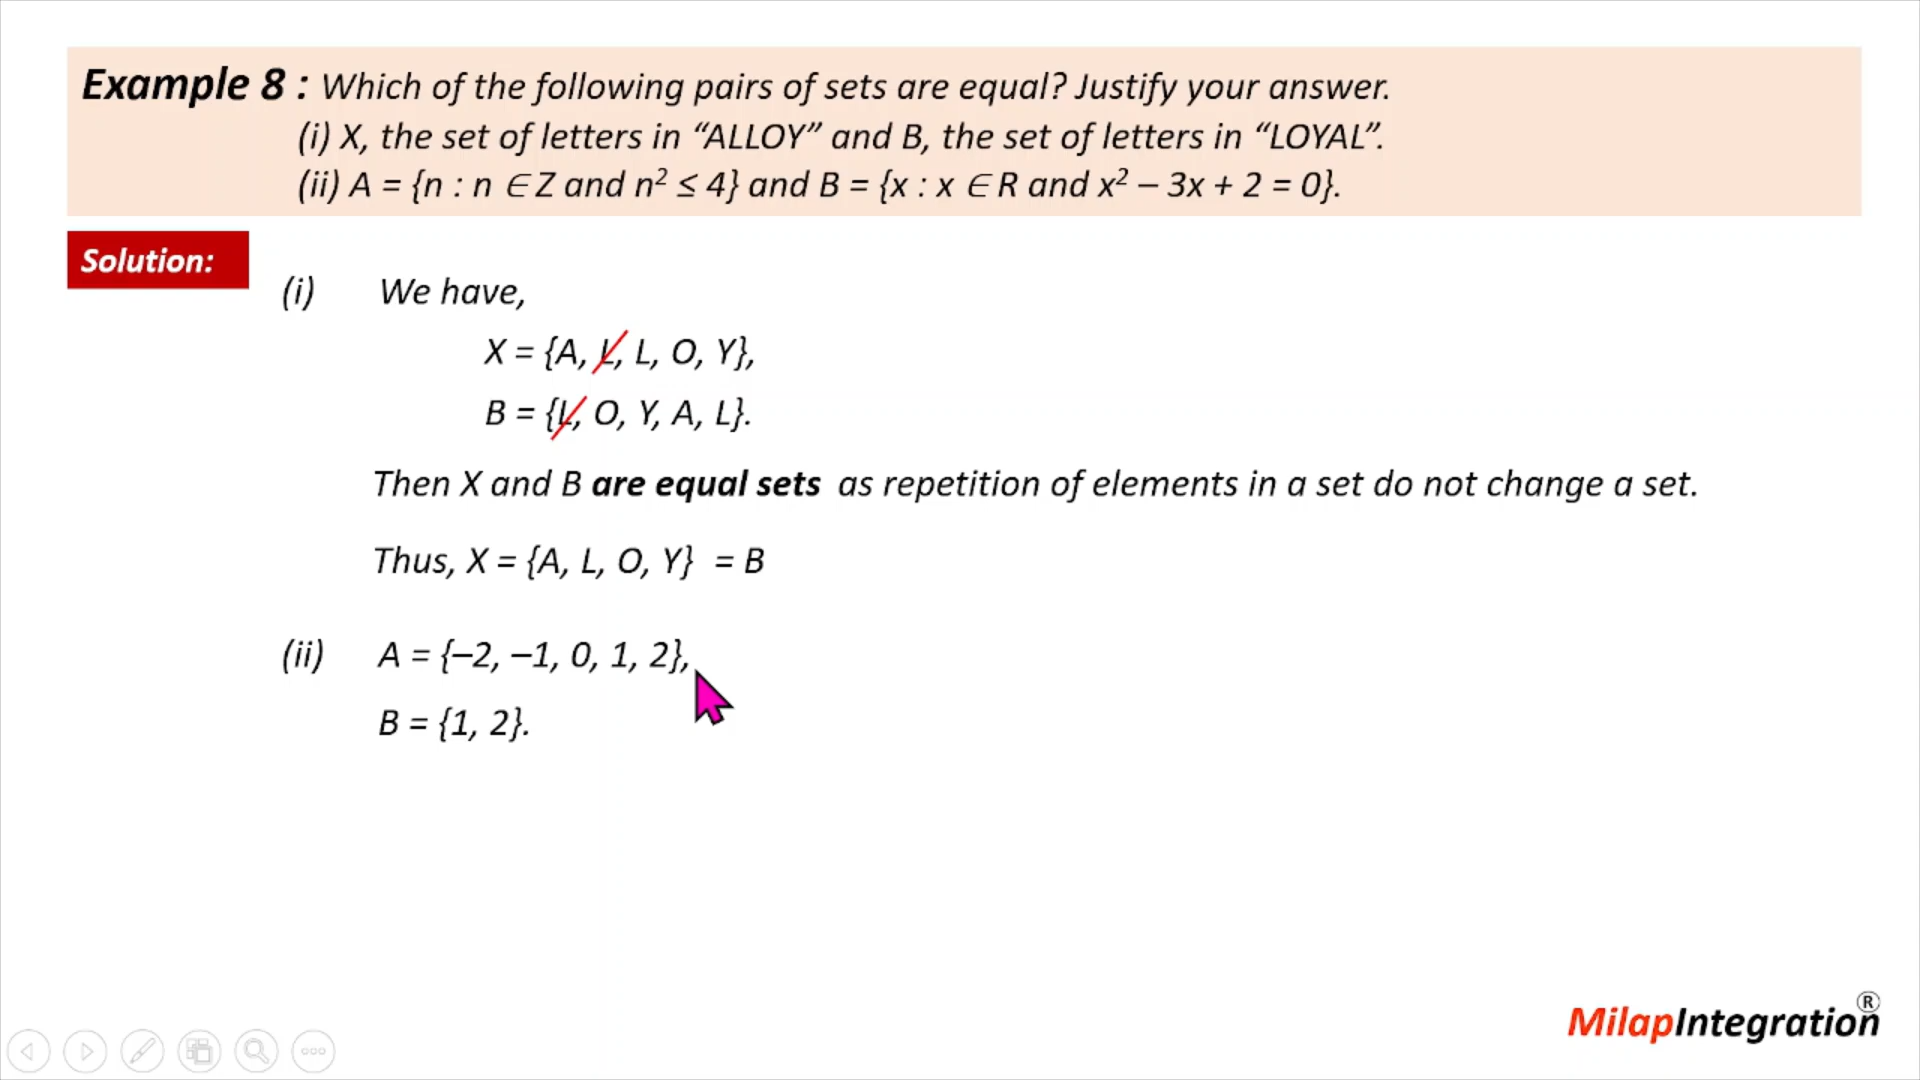 Example 8 : Which of the following pairs of sets are equal? Justify your answer.
(i) X, the set of letters in “ALLOY” and B, the set of letters in “LOYAL”.
(ii) A = {n : n ∈ Z and n² ≤ 4} and B = {x : x ∈ R and x² – 3x + 2 = 0}.
Solution:
(i) We have,
X = {A, L, L, O, Y},
B = {L, O, Y, A, L}.
Then X and B are equal sets as repetition of elements in a set do not change a set.
Thus, X = {A, L, O, Y} = B
(ii) A = {–2, –1, 0, 1, 2},
B = {1, 2}.
MilapIntegration®